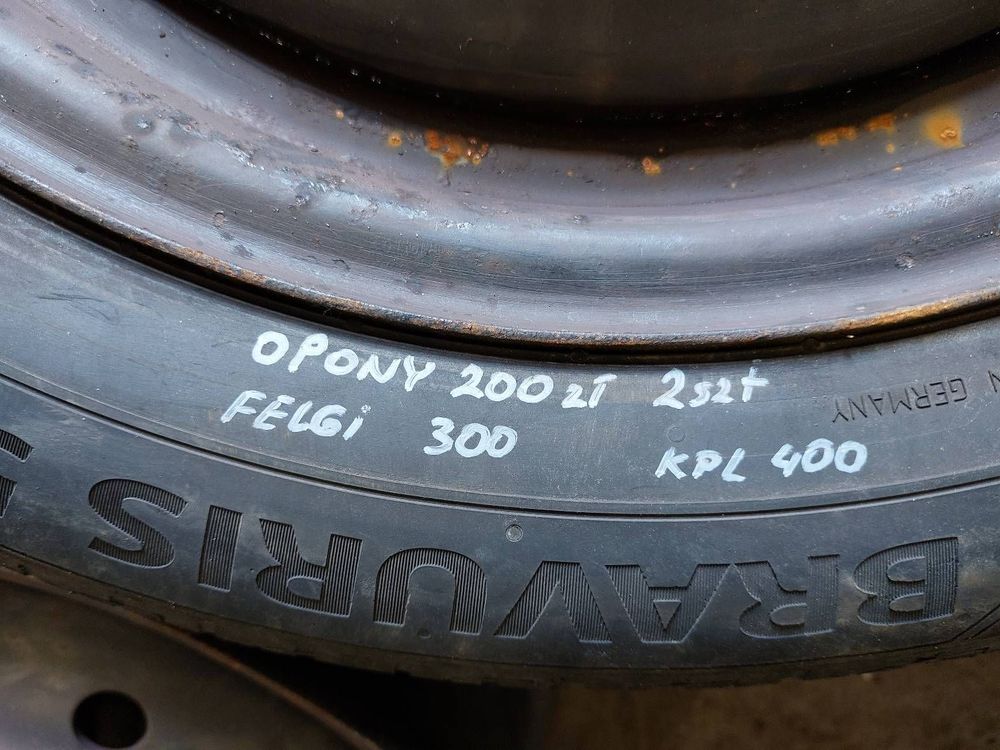 OPONY 200 zł 2szt
FELGi 300
KPL 400
GERMANY
BRAVURIS